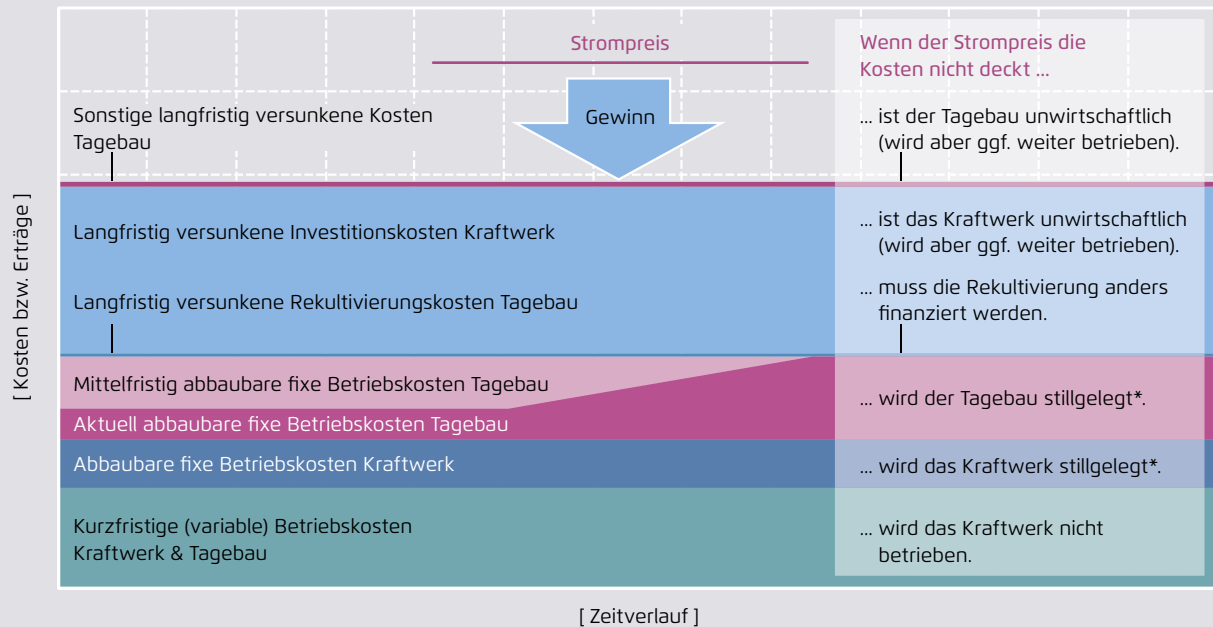 Strompreis
Wenn der Strompreis die
Kosten nicht deckt ...
Sonstige langfristig versunkene Kosten
Tagebau
Gewinn
... ist der Tagebau unwirtschaftlich
(wird aber ggf. weiter betrieben).
Langfristig versunkene Investitionskosten Kraftwerk
... ist das Kraftwerk unwirtschaftlich
(wird aber ggf. weiter betrieben).
Langfristig versunkene Rekultivierungskosten Tagebau
... muss die Rekultivierung anders
finanziert werden.
Mittelfristig abbaubare fixe Betriebskosten Tagebau
Aktuell abbaubare fixe Betriebskosten Tagebau
... wird der Tagebau stillgelegt*.
Abbaubare fixe Betriebskosten Kraftwerk
... wird das Kraftwerk stillgelegt*.
Kurzfristige (variable) Betriebskosten
Kraftwerk & Tagebau
... wird das Kraftwerk nicht
betrieben.
[ Kosten bzw. Erträge ]
[ Zeitverlauf ]